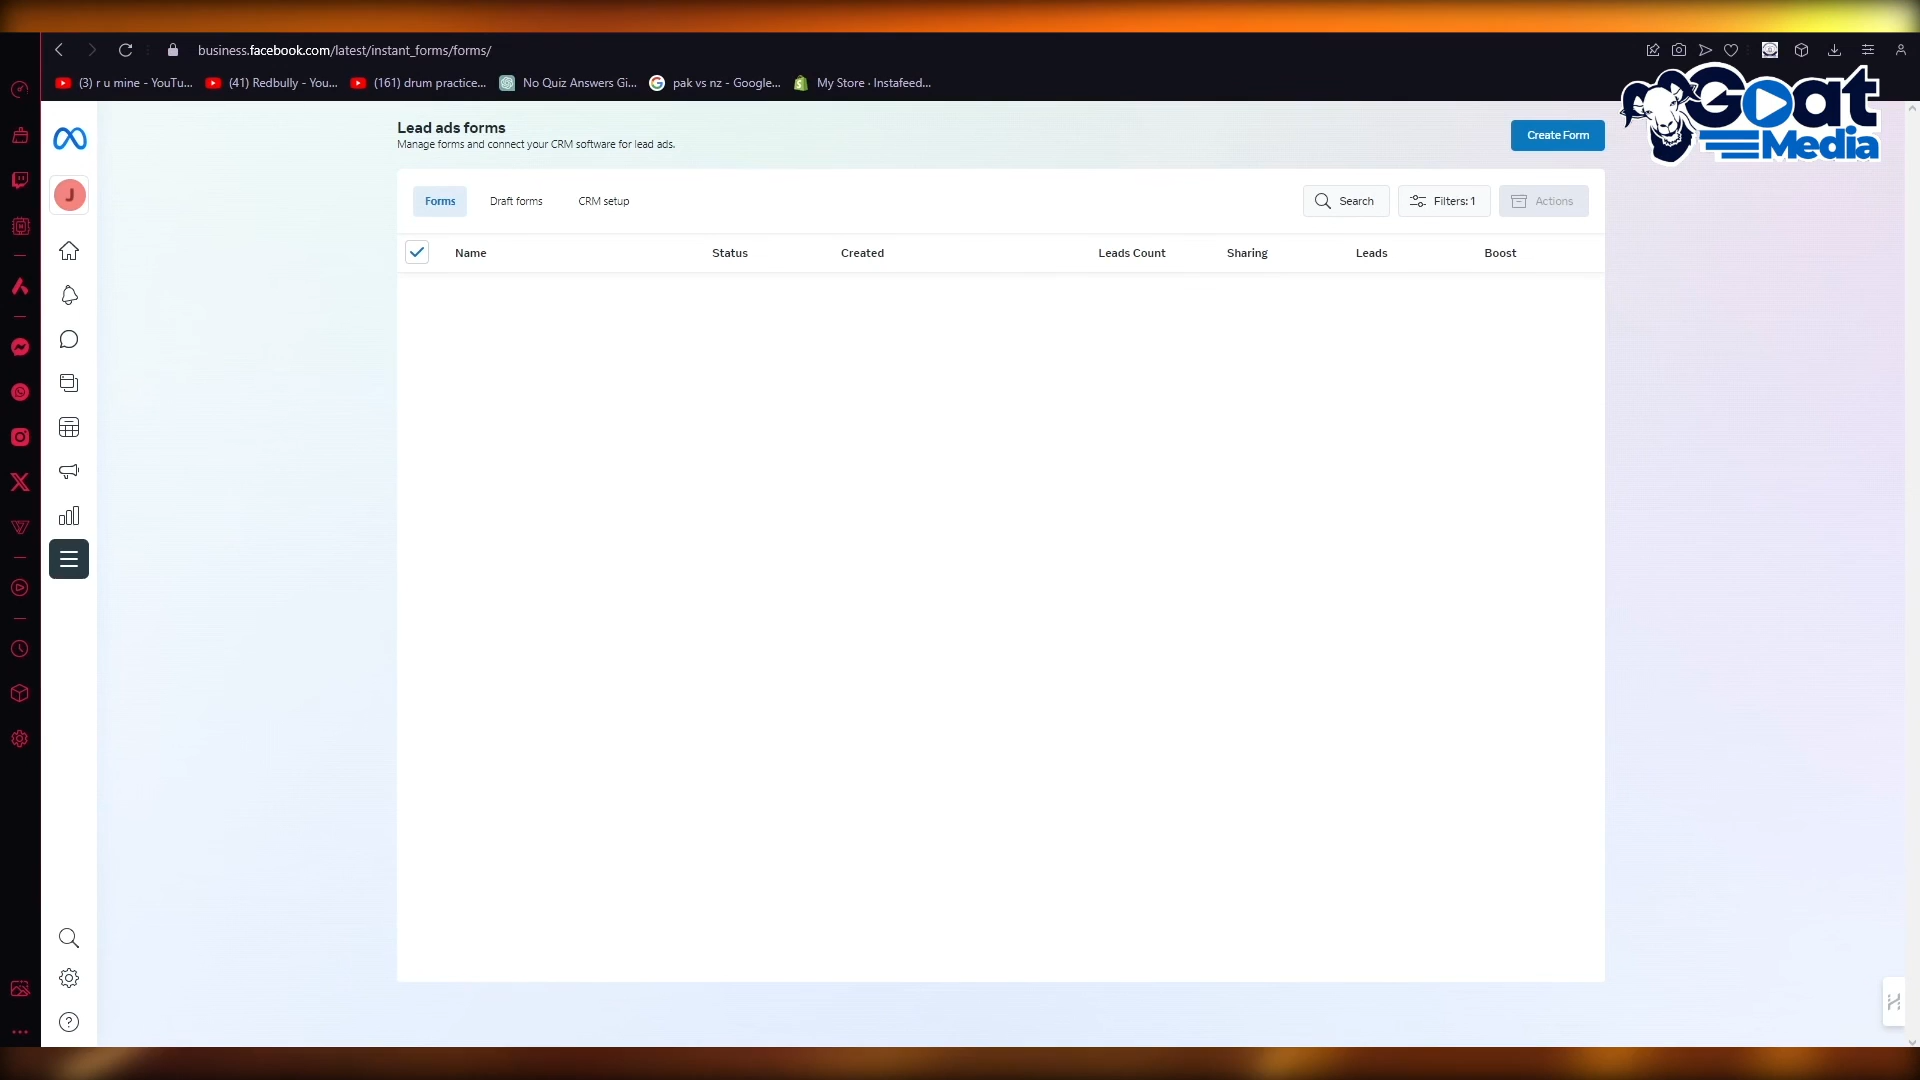 business.facebook.com/latest/instant_forms/forms/
(3) r u mine - YouTu...
(41) Redbully - You...
(161) drum practice...
No Quiz Answers Gi...
pak vs nz - Google...
My Store · Instafeed...
Goat
Media
J
Lead ads forms
Manage forms and connect your CRM software for lead ads.
Create Form
Forms
Draft forms
CRM setup
Search
Filters: 1
Actions
Name
Status
Created
Leads Count
Sharing
Leads
Boost